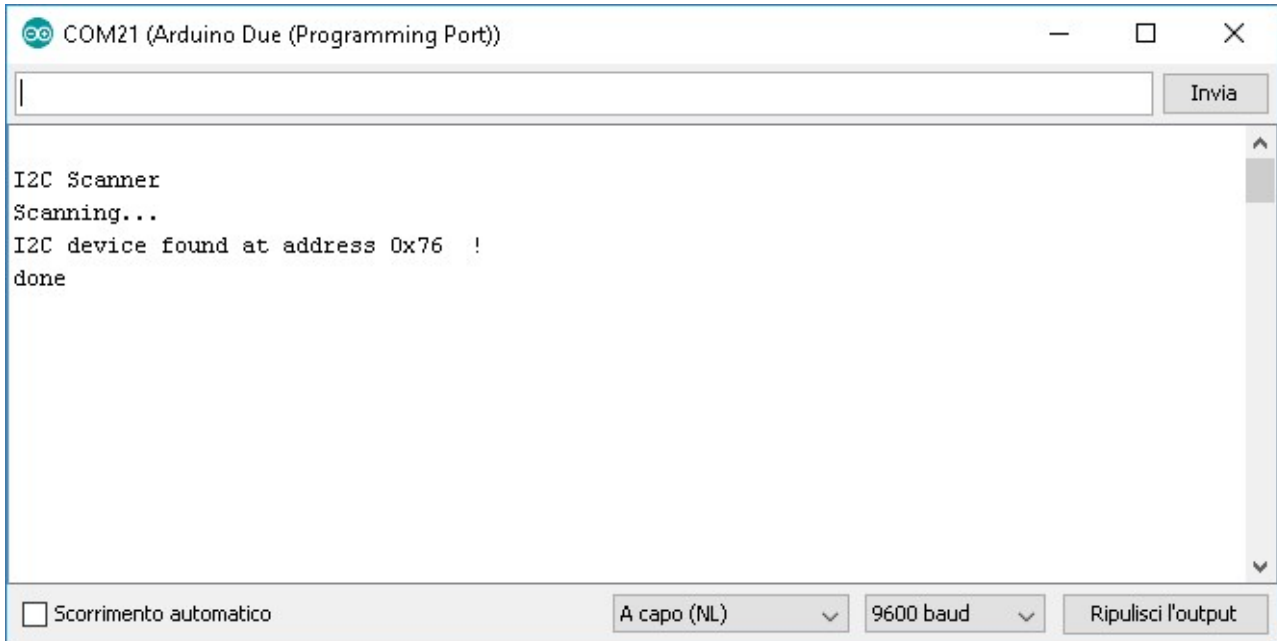 COM21 (Arduino Due (Programming Port))
Invia
I2C Scanner
Scanning...
I2C device found at address 0x76  !
done
Scorrimento automatico
A capo (NL)
9600 baud
Ripulisci l'output